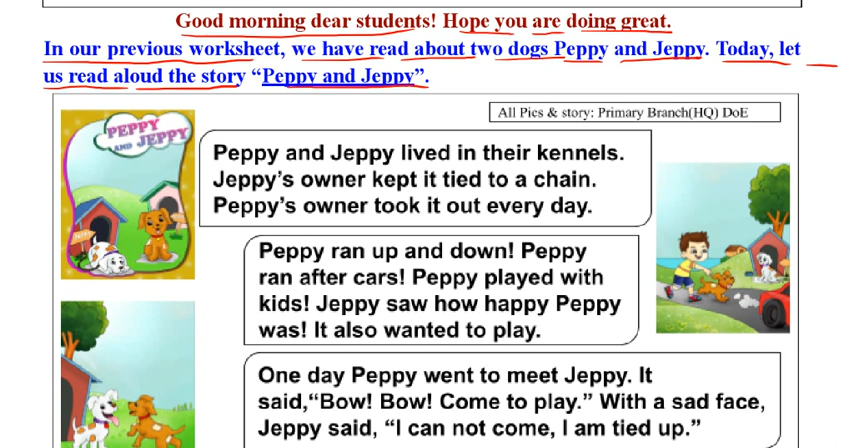 Good morning dear students! Hope you are doing great.
In our previous worksheet, we have read about two dogs Peppy and Jeppy. Today, let
us read aloud the story “Peppy and Jeppy”.
All Pics & story: Primary Branch(HQ) DoE
PEPPY
AND JEPPY
Peppy and Jeppy lived in their kennels.
Jeppy’s owner kept it tied to a chain.
Peppy’s owner took it out every day.
Peppy ran up and down! Peppy
ran after cars! Peppy played with
kids! Jeppy saw how happy Peppy
was! It also wanted to play.
One day Peppy went to meet Jeppy. It
said,“Bow! Bow! Come to play.” With a sad face,
Jeppy said, “I can not come, I am tied up.”